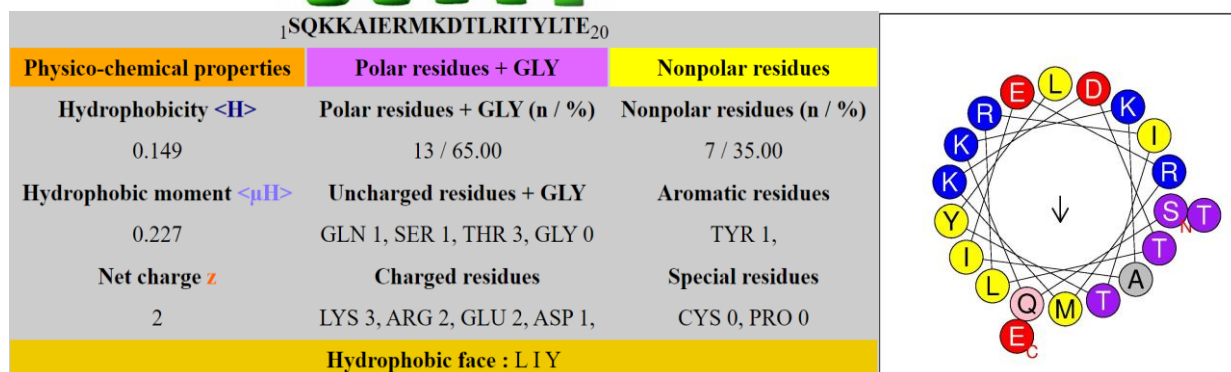 1SQKKAIERMKDTLRITYLTE20
Physico-chemical properties
Polar residues + GLY
Nonpolar residues
Hydrophobicity <H>
Polar residues + GLY (n / %)
Nonpolar residues (n / %)
0.149
13 / 65.00
7 / 35.00
Hydrophobic moment <μH>
Uncharged residues + GLY
Aromatic residues
0.227
GLN 1, SER 1, THR 3, GLY 0
TYR 1,
Net charge z
Charged residues
Special residues
2
LYS 3, ARG 2, GLU 2, ASP 1,
CYS 0, PRO 0
Hydrophobic face : L I Y
E L D
R K
K I
K R
Y S N T
I T
L A
Q M T
E C